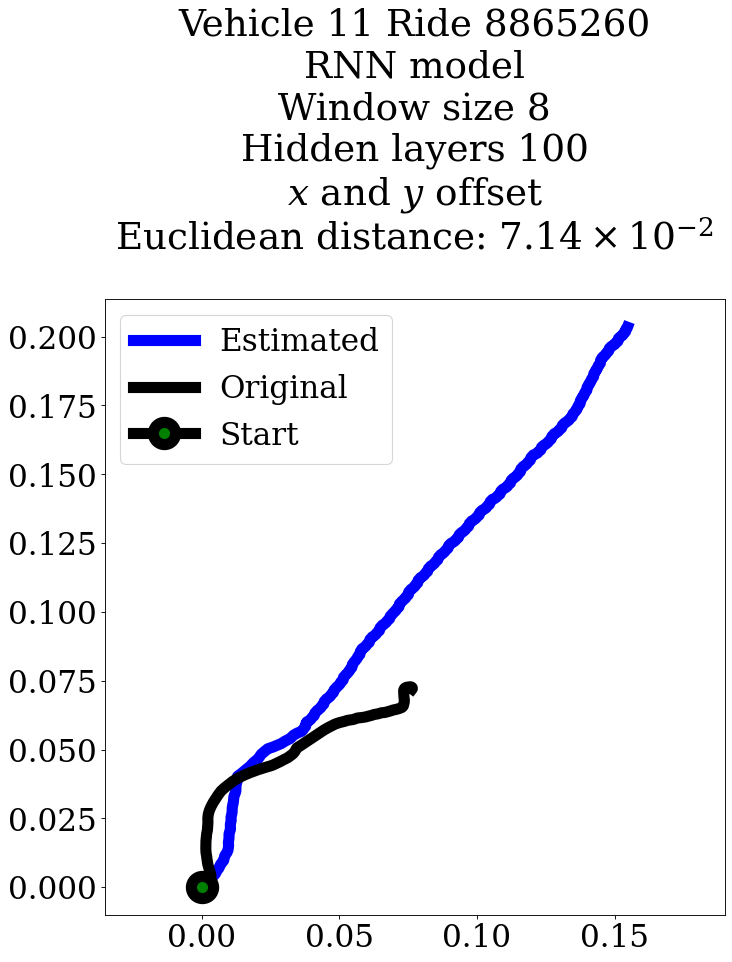 Vehicle 11 Ride 8865260
RNN model
Window size 8
Hidden layers 100
x and y offset
Euclidean distance: 7.14 × 10⁻²
Estimated
Original
Start
0.200
0.175
0.150
0.125
0.100
0.075
0.050
0.025
0.000
0.00 0.05 0.10 0.15